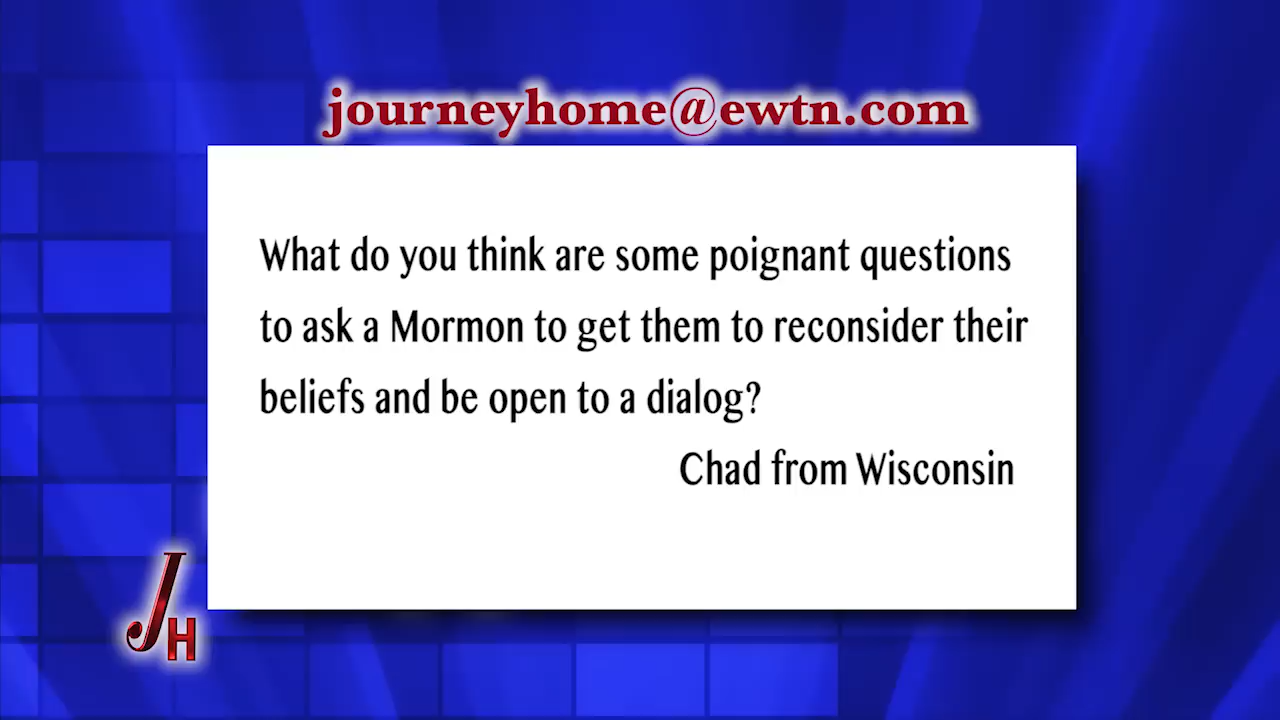 journeyhome@ewtn.com
What do you think are some poignant questions
to ask a Mormon to get them to reconsider their
beliefs and be open to a dialog?
Chad from Wisconsin
JH